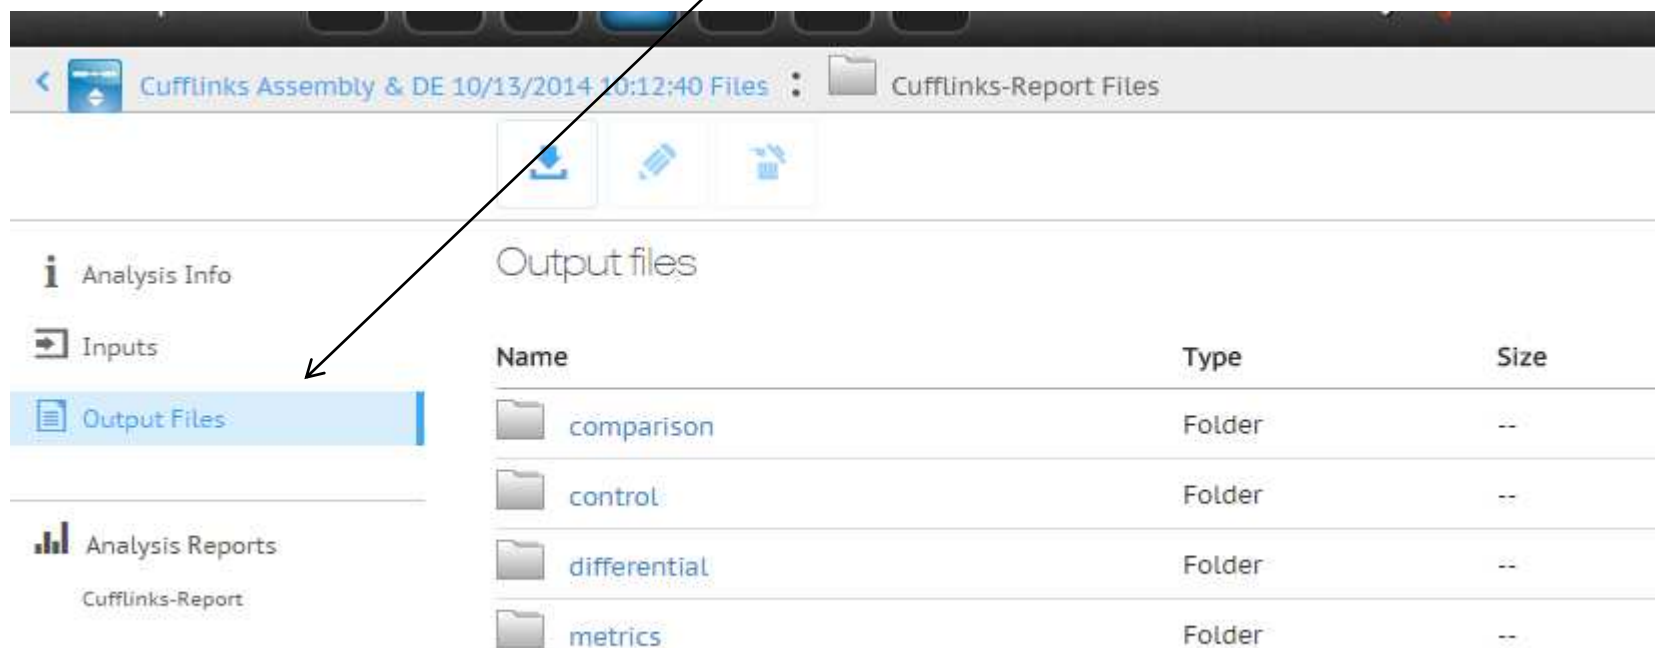 Cufflinks Assembly & DE 10/13/2014 10:12:40 Files : Cufflinks-Report Files
Analysis Info
Inputs
Output Files
Analysis Reports
Cufflinks-Report
Output files
Name Type Size
comparison Folder --
control Folder --
differential Folder --
metrics Folder --